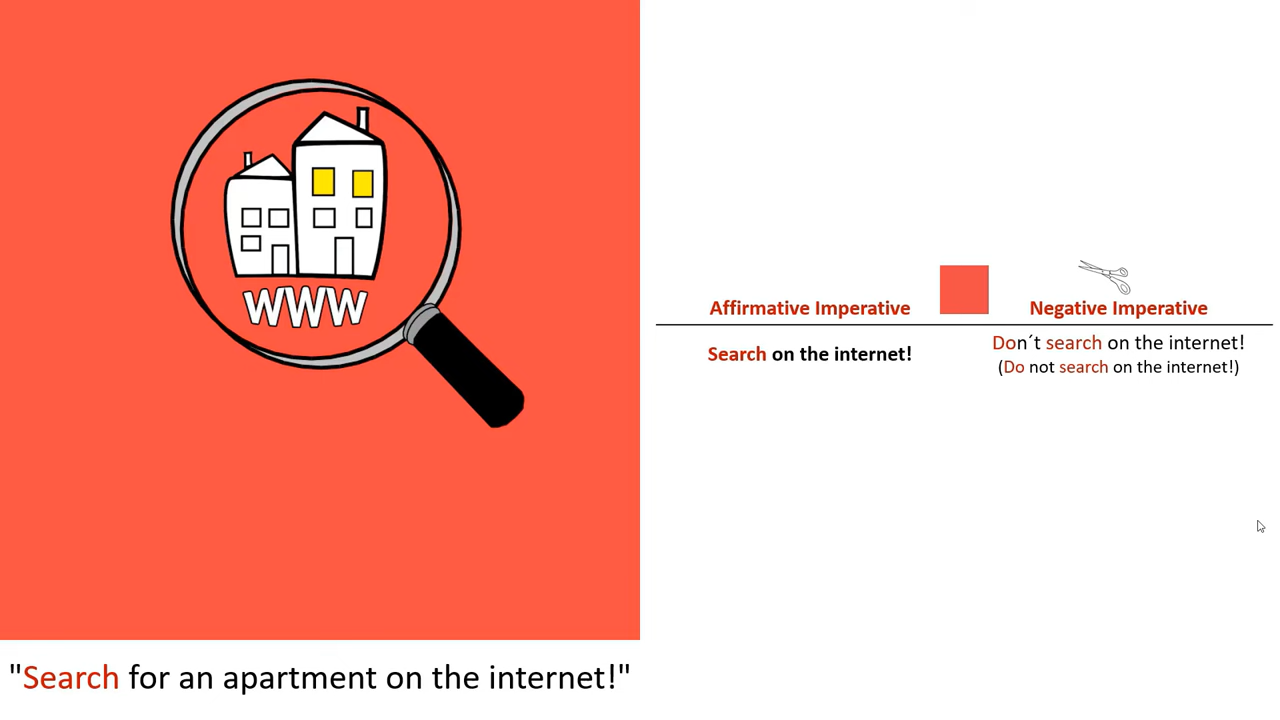 WWW
"Search for an apartment on the internet!"
Affirmative Imperative
Negative Imperative
Search on the internet!
Don´t search on the internet!
(Do not search on the internet!)